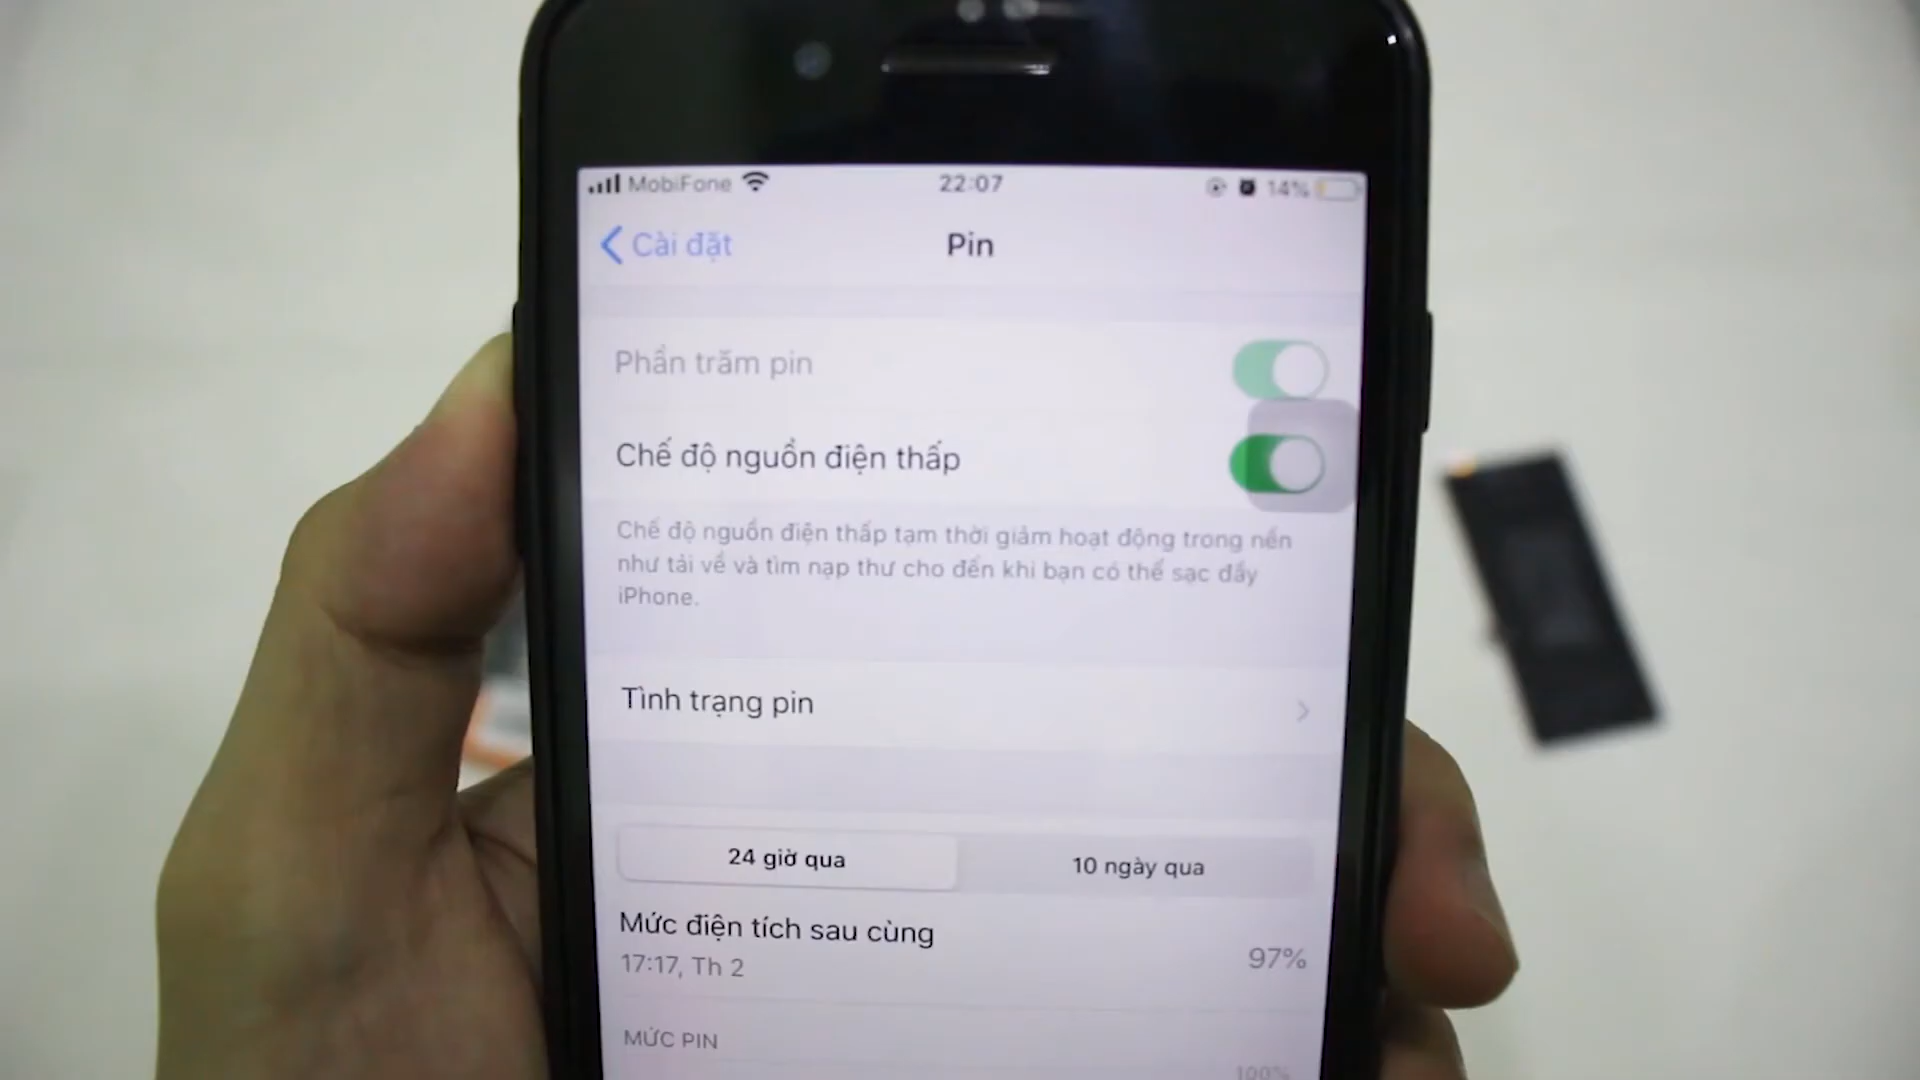 MobiFone
22:07
14%
Cài đặt
Pin
Phần trăm pin
Chế độ nguồn điện thấp
Chế độ nguồn điện thấp tạm thời giảm hoạt động trong nền
như tải về và tìm nạp thư cho đến khi bạn có thể sạc đầy
iPhone.
Tình trạng pin
24 giờ qua
10 ngày qua
Mức điện tích sau cùng
17:17, Th 2
97%
MỨC PIN
100%